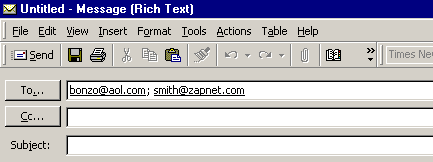 Untitled - Message (Rich Text)
File Edit View Insert Format Tools Actions Table Help
Send Times New
To... bonzo@aol.com; smith@zapnet.com
Cc...
Subject: